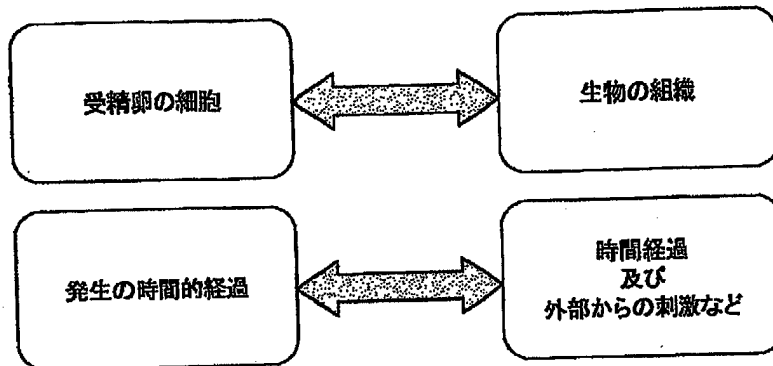 受精卵の細胞
生物の組織
発生の時間的経過
時間経過
及び
外部からの刺激など